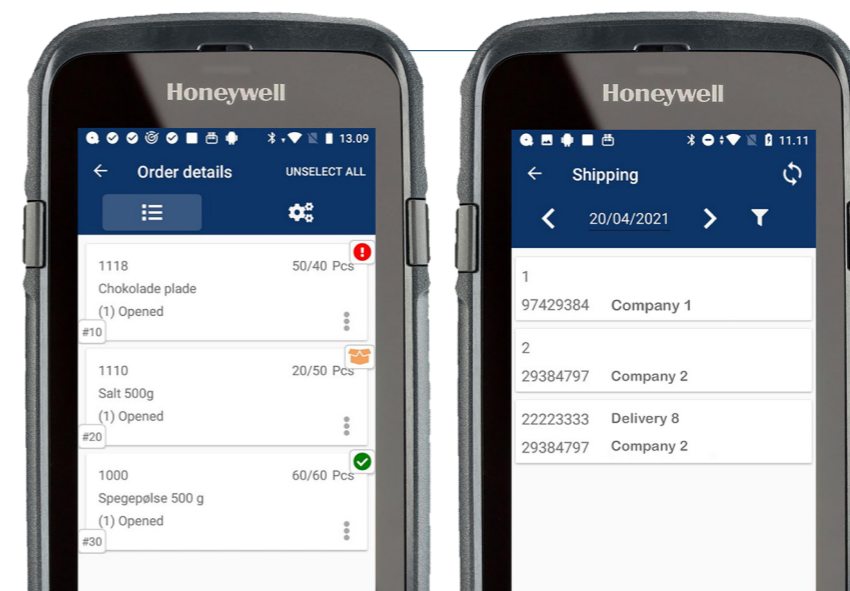 Honeywell
13.09
Order details
UNSELECT ALL
1118
50/40 Pcs
Chokolade plade
(1) Opened
#10
1110
20/50 Pcs
Salt 500g
(1) Opened
#20
1000
60/60 Pcs
Spegepølse 500 g
(1) Opened
#30
Honeywell
11.11
Shipping
20/04/2021
1
97429384 Company 1
2
29384797 Company 2
22223333 Delivery 8
29384797 Company 2